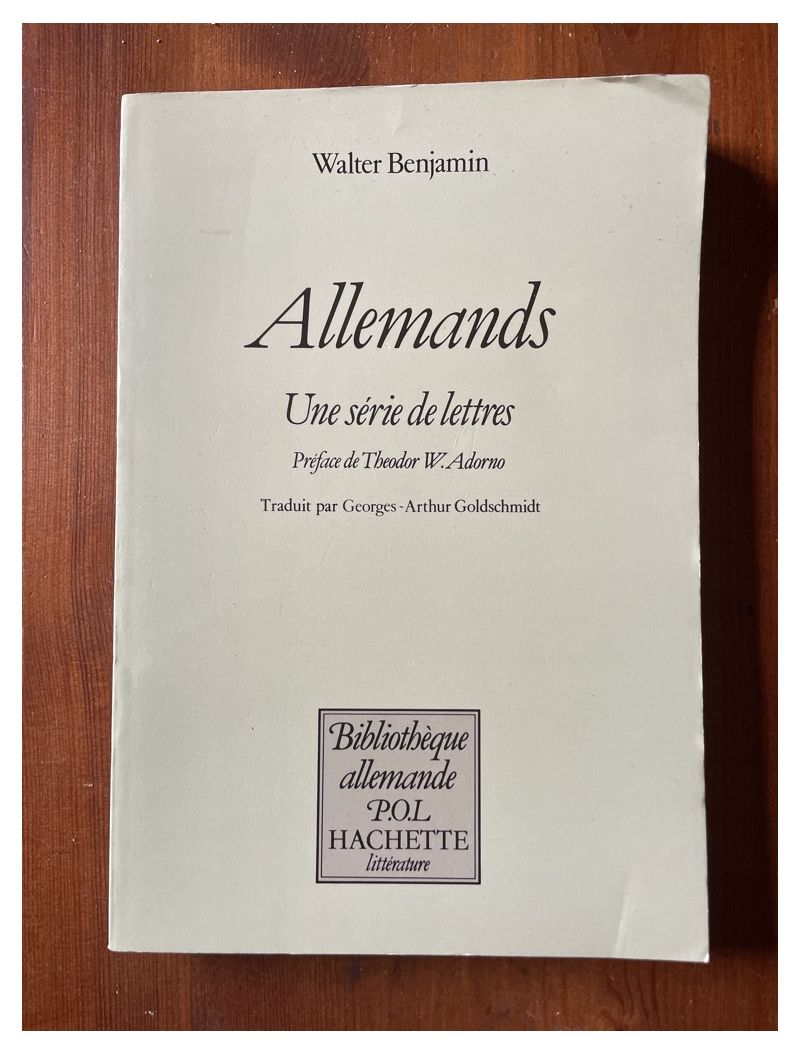 Walter Benjamin
Allemands
Une série de lettres
Préface de Theodor W. Adorno
Traduit par Georges-Arthur Goldschmidt
Bibliothèque
allemande
P.O.L
HACHETTE
littérature